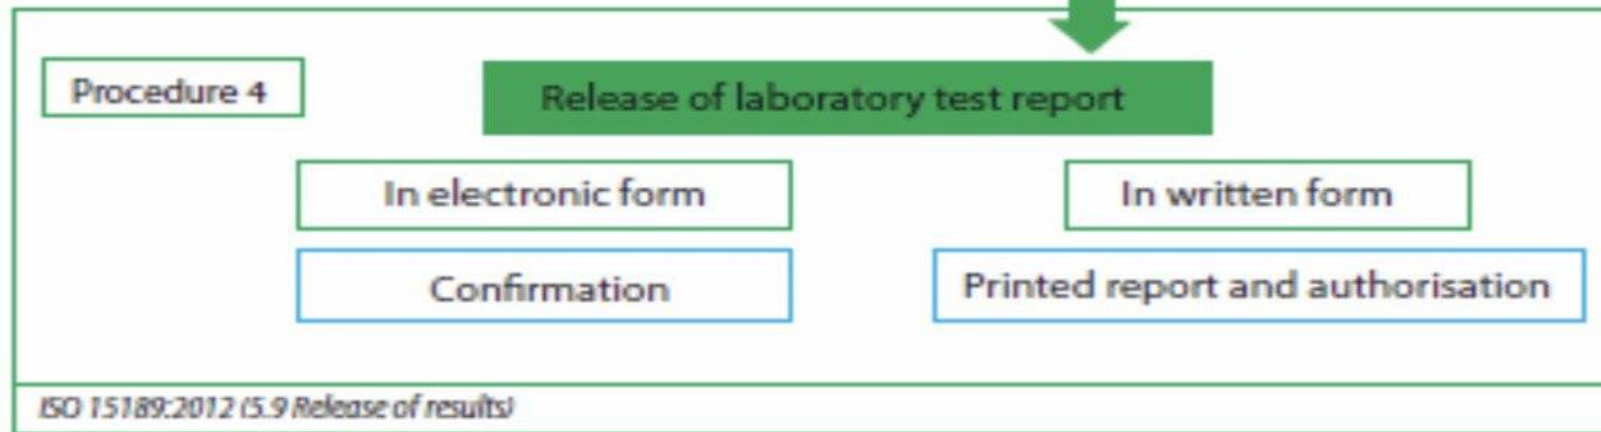 Procedure 4
Release of laboratory test report
In electronic form
In written form
Confirmation
Printed report and authorisation
ISO 15189:2012 (5.9 Release of results)